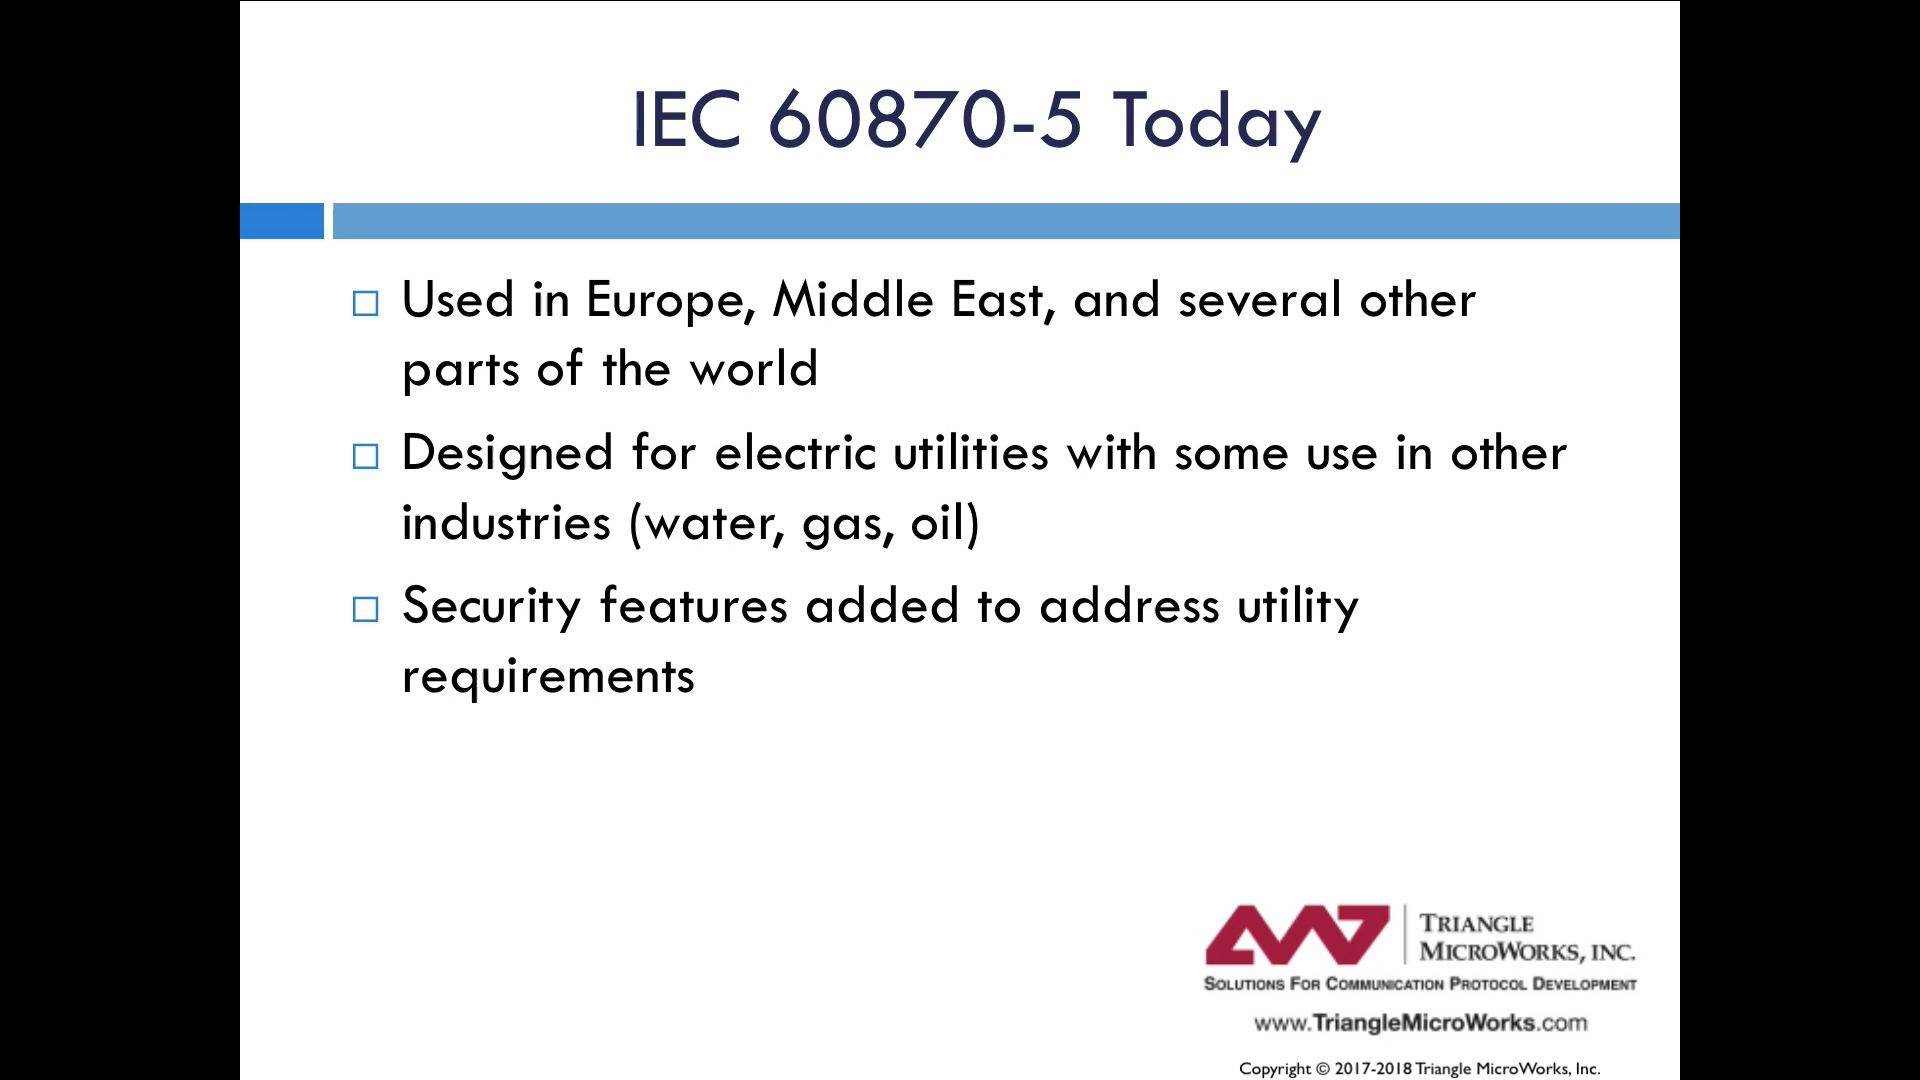 IEC 60870-5 Today
Used in Europe, Middle East, and several other
parts of the world
Designed for electric utilities with some use in other
industries (water, gas, oil)
Security features added to address utility
requirements
TRIANGLE
MICROWORKS, INC.
SOLUTIONS FOR COMMUNICATION PROTOCOL DEVELOPMENT
www.TriangleMicroWorks.com
Copyright © 2017-2018 Triangle MicroWorks, Inc.